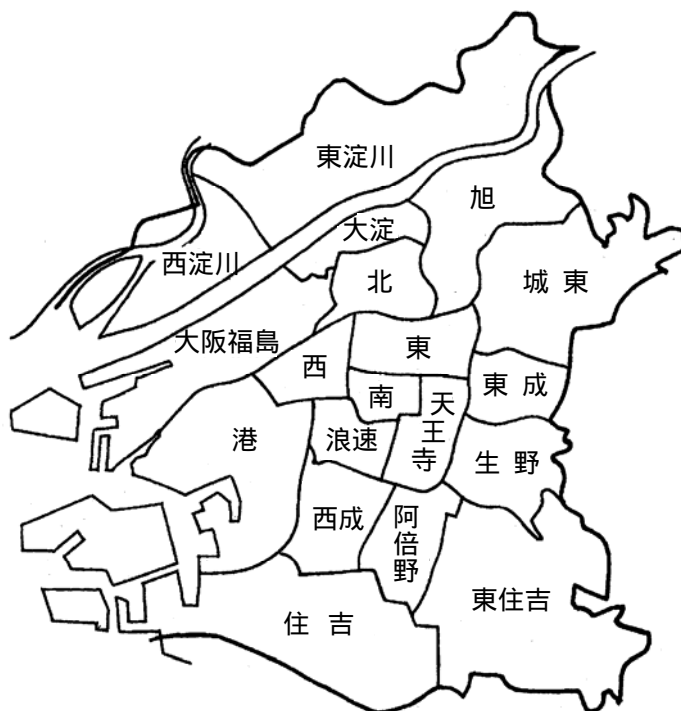 東淀川
旭
大淀
西淀川
北
城東
大阪福島
東
西
東成
南
天王寺
港
浪速
生野
西成
阿倍野
東住吉
住吉